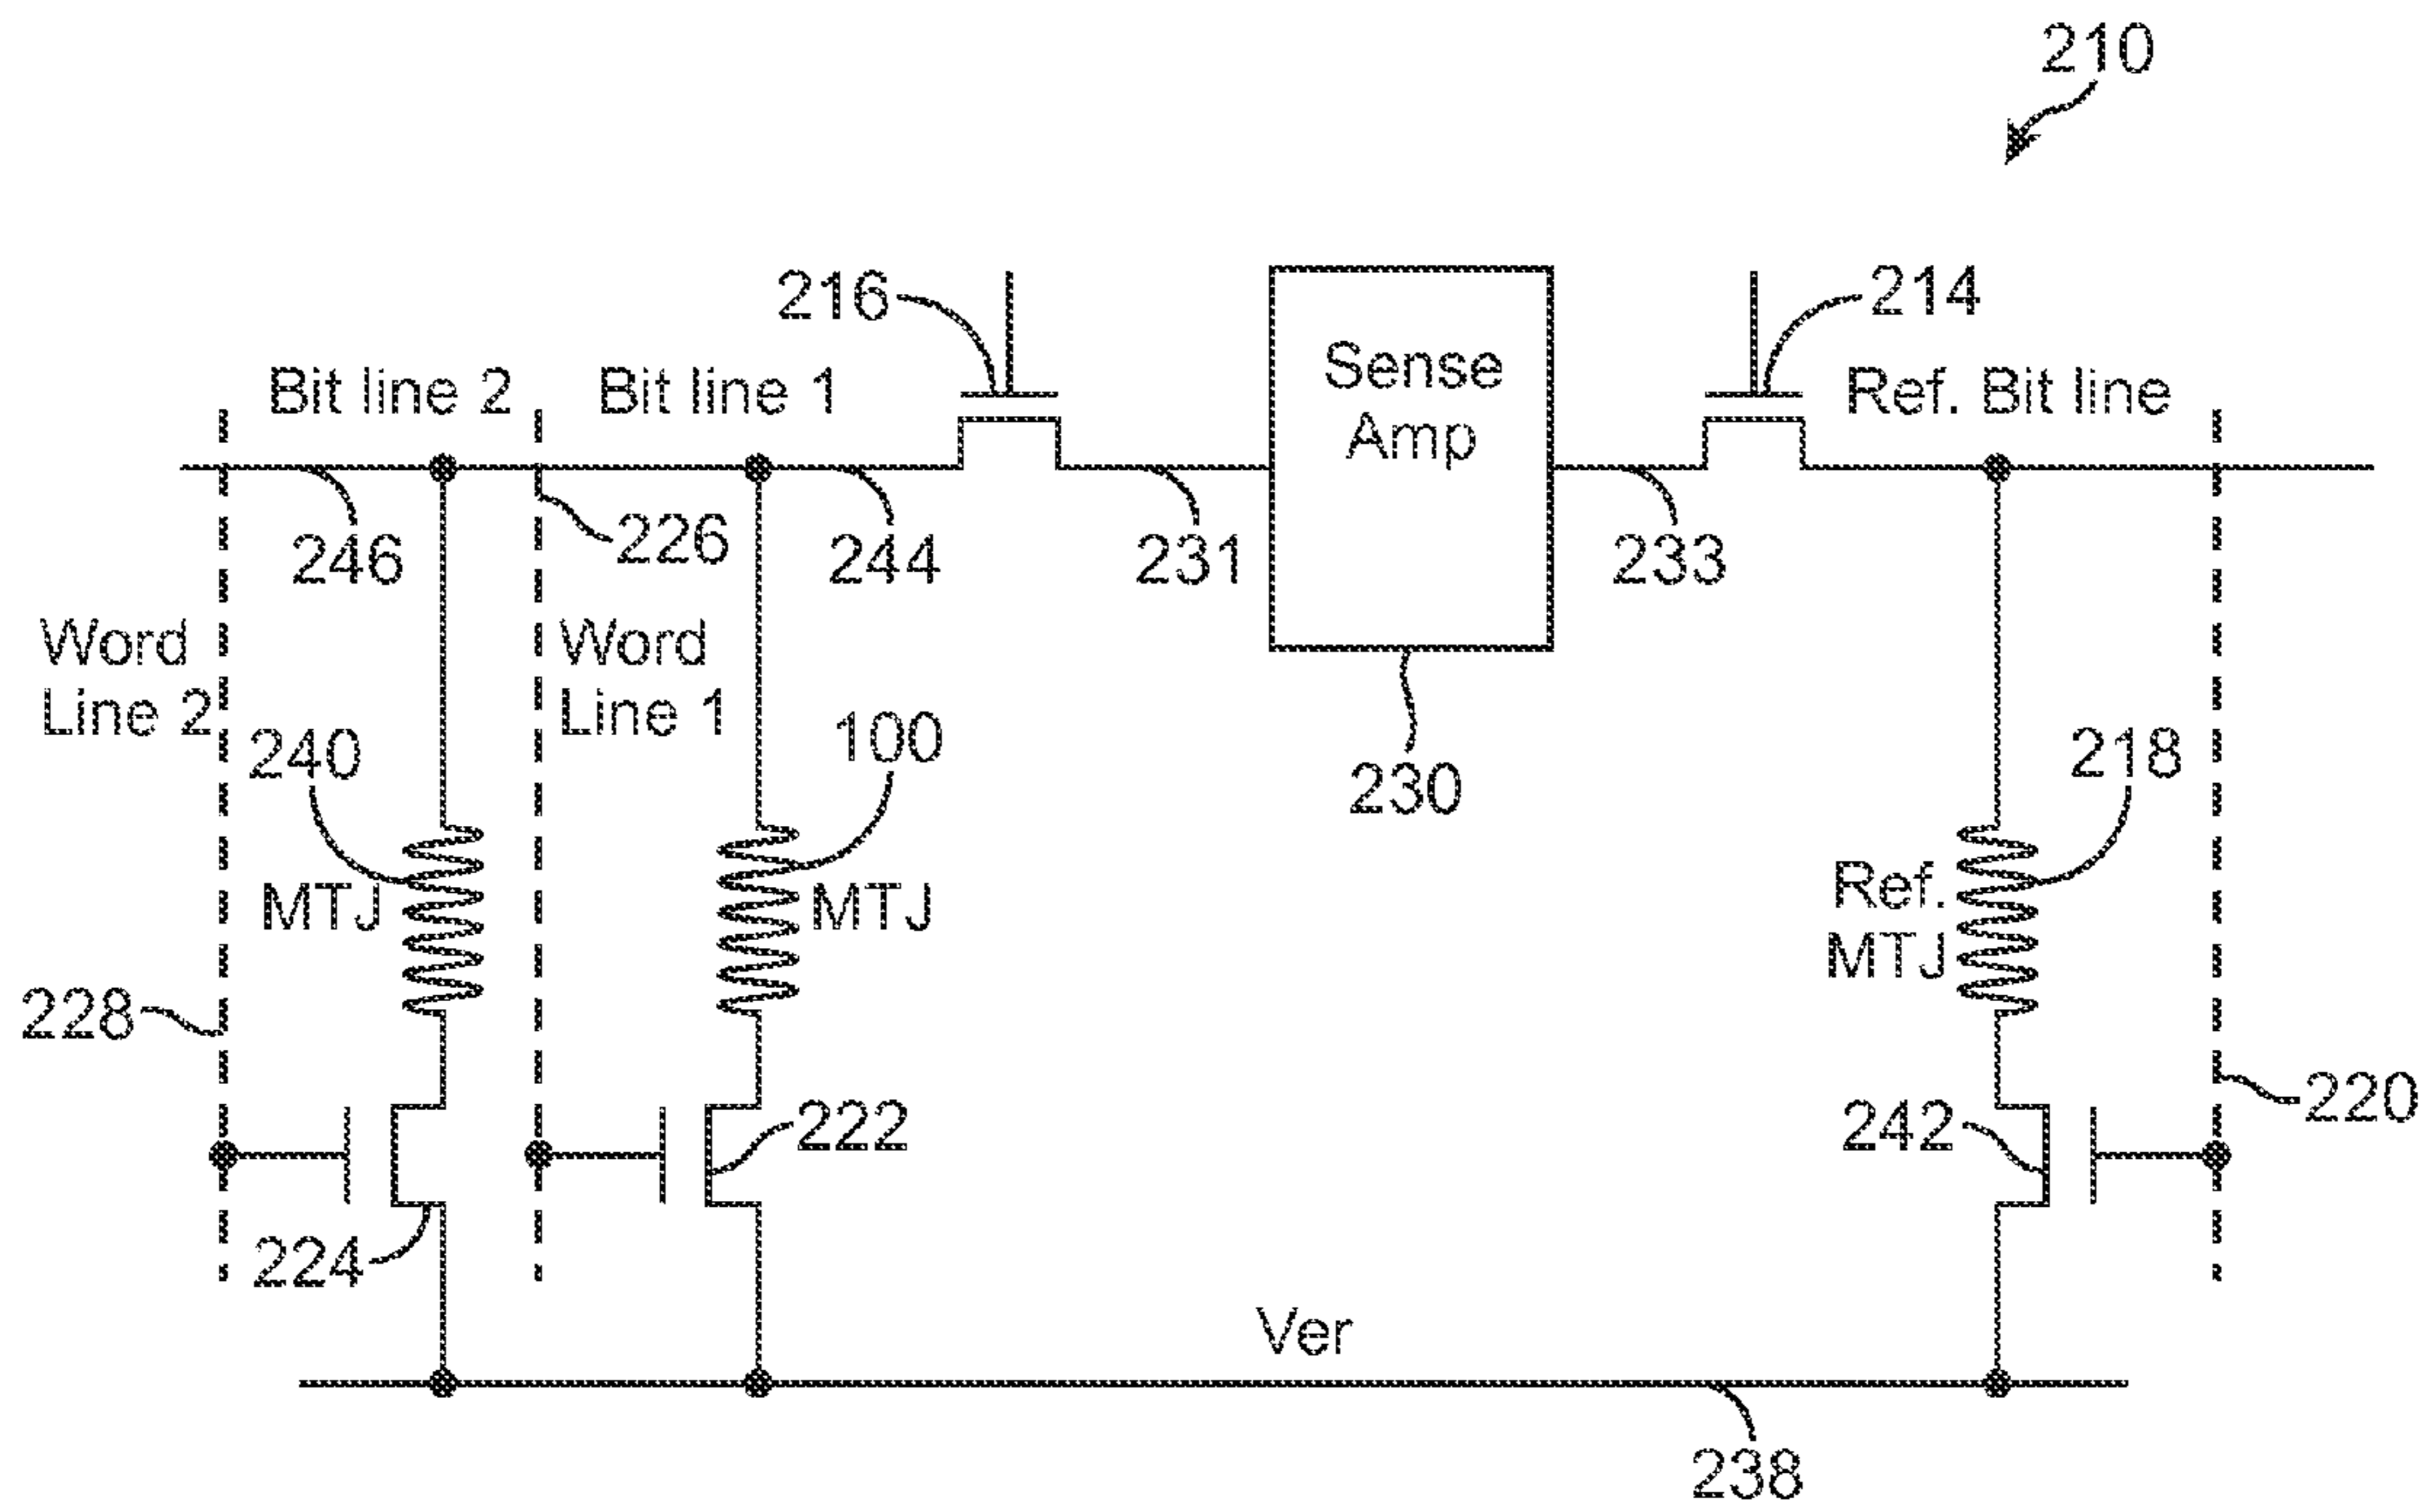 210
216
214
Sense
Amp
Bit line 2
Bit line 1
Ref. Bit line
246
226
244
231
233
Word
Line 2
Word
Line 1
240
100
230
218
MTJ
MTJ
Ref.
MTJ
228
222
242
220
224
Ver
238